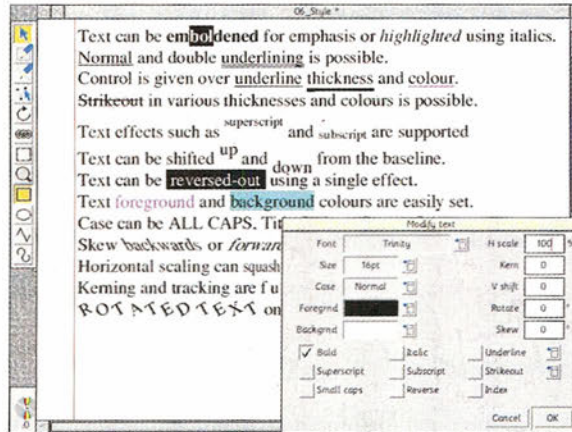 06_Style *
Text can be emboldened for emphasis or highlighted using italics.
Normal and double underlining is possible.
Control is given over underline thickness and colour.
Strikeout in various thicknesses and colours is possible.
Text effects such as superscript and subscript are supported
Text can be shifted up and down from the baseline.
Text can be reversed-out using a single effect.
Text foreground and background colours are easily set.
Case can be ALL CAPS,
Skew backwards or
Horizontal scaling can squash
Kerning and tracking are f u
ROTATED TEXT on
Modify text
Font Trinity H scale 100 %
Size 16pt Kern 0
Case Normal V shift 0
Foregrnd Rotate 0 °
Backgrnd Skew 0 °
Bold Italic Underline
Superscript Subscript Strikeout
Small caps Reverse Index
Cancel OK